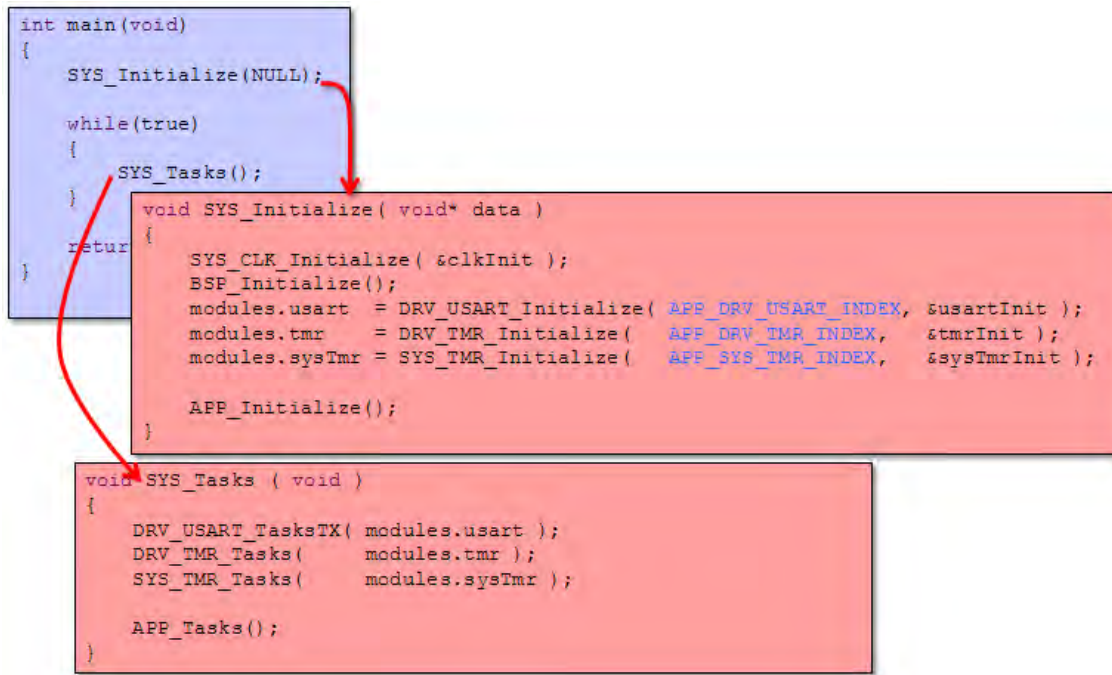 int main(void)
{
    SYS_Initialize(NULL);
    while(true)
    {
        SYS_Tasks();
    }
    retur
}
void SYS_Initialize( void* data )
{
    SYS_CLK_Initialize( &clkInit );
    BSP_Initialize();
    modules.usart  = DRV_USART_Initialize( APP_DRV_USART_INDEX, &usartInit );
    modules.tmr    = DRV_TMR_Initialize(   APP_DRV_TMR_INDEX,   &tmrInit );
    modules.sysTmr = SYS_TMR_Initialize(   APP_SYS_TMR_INDEX,   &sysTmrInit );
    APP_Initialize();
}
void SYS_Tasks ( void )
{
    DRV_USART_TasksTX( modules.usart );
    DRV_TMR_Tasks(     modules.tmr );
    SYS_TMR_Tasks(     modules.sysTmr );
    APP_Tasks();
}